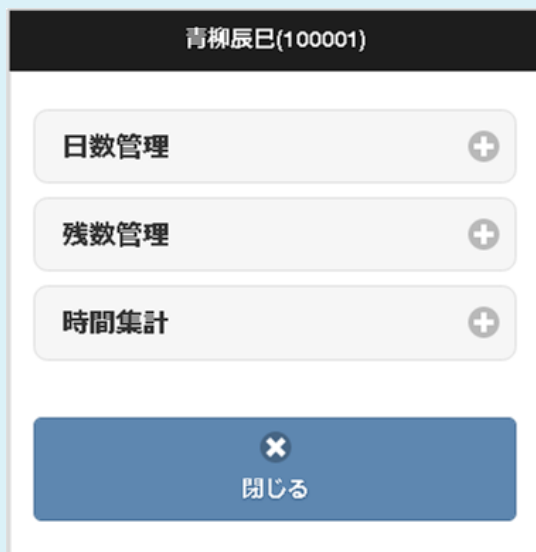 青柳辰巳(100001)
日数管理
残数管理
時間集計
閉じる